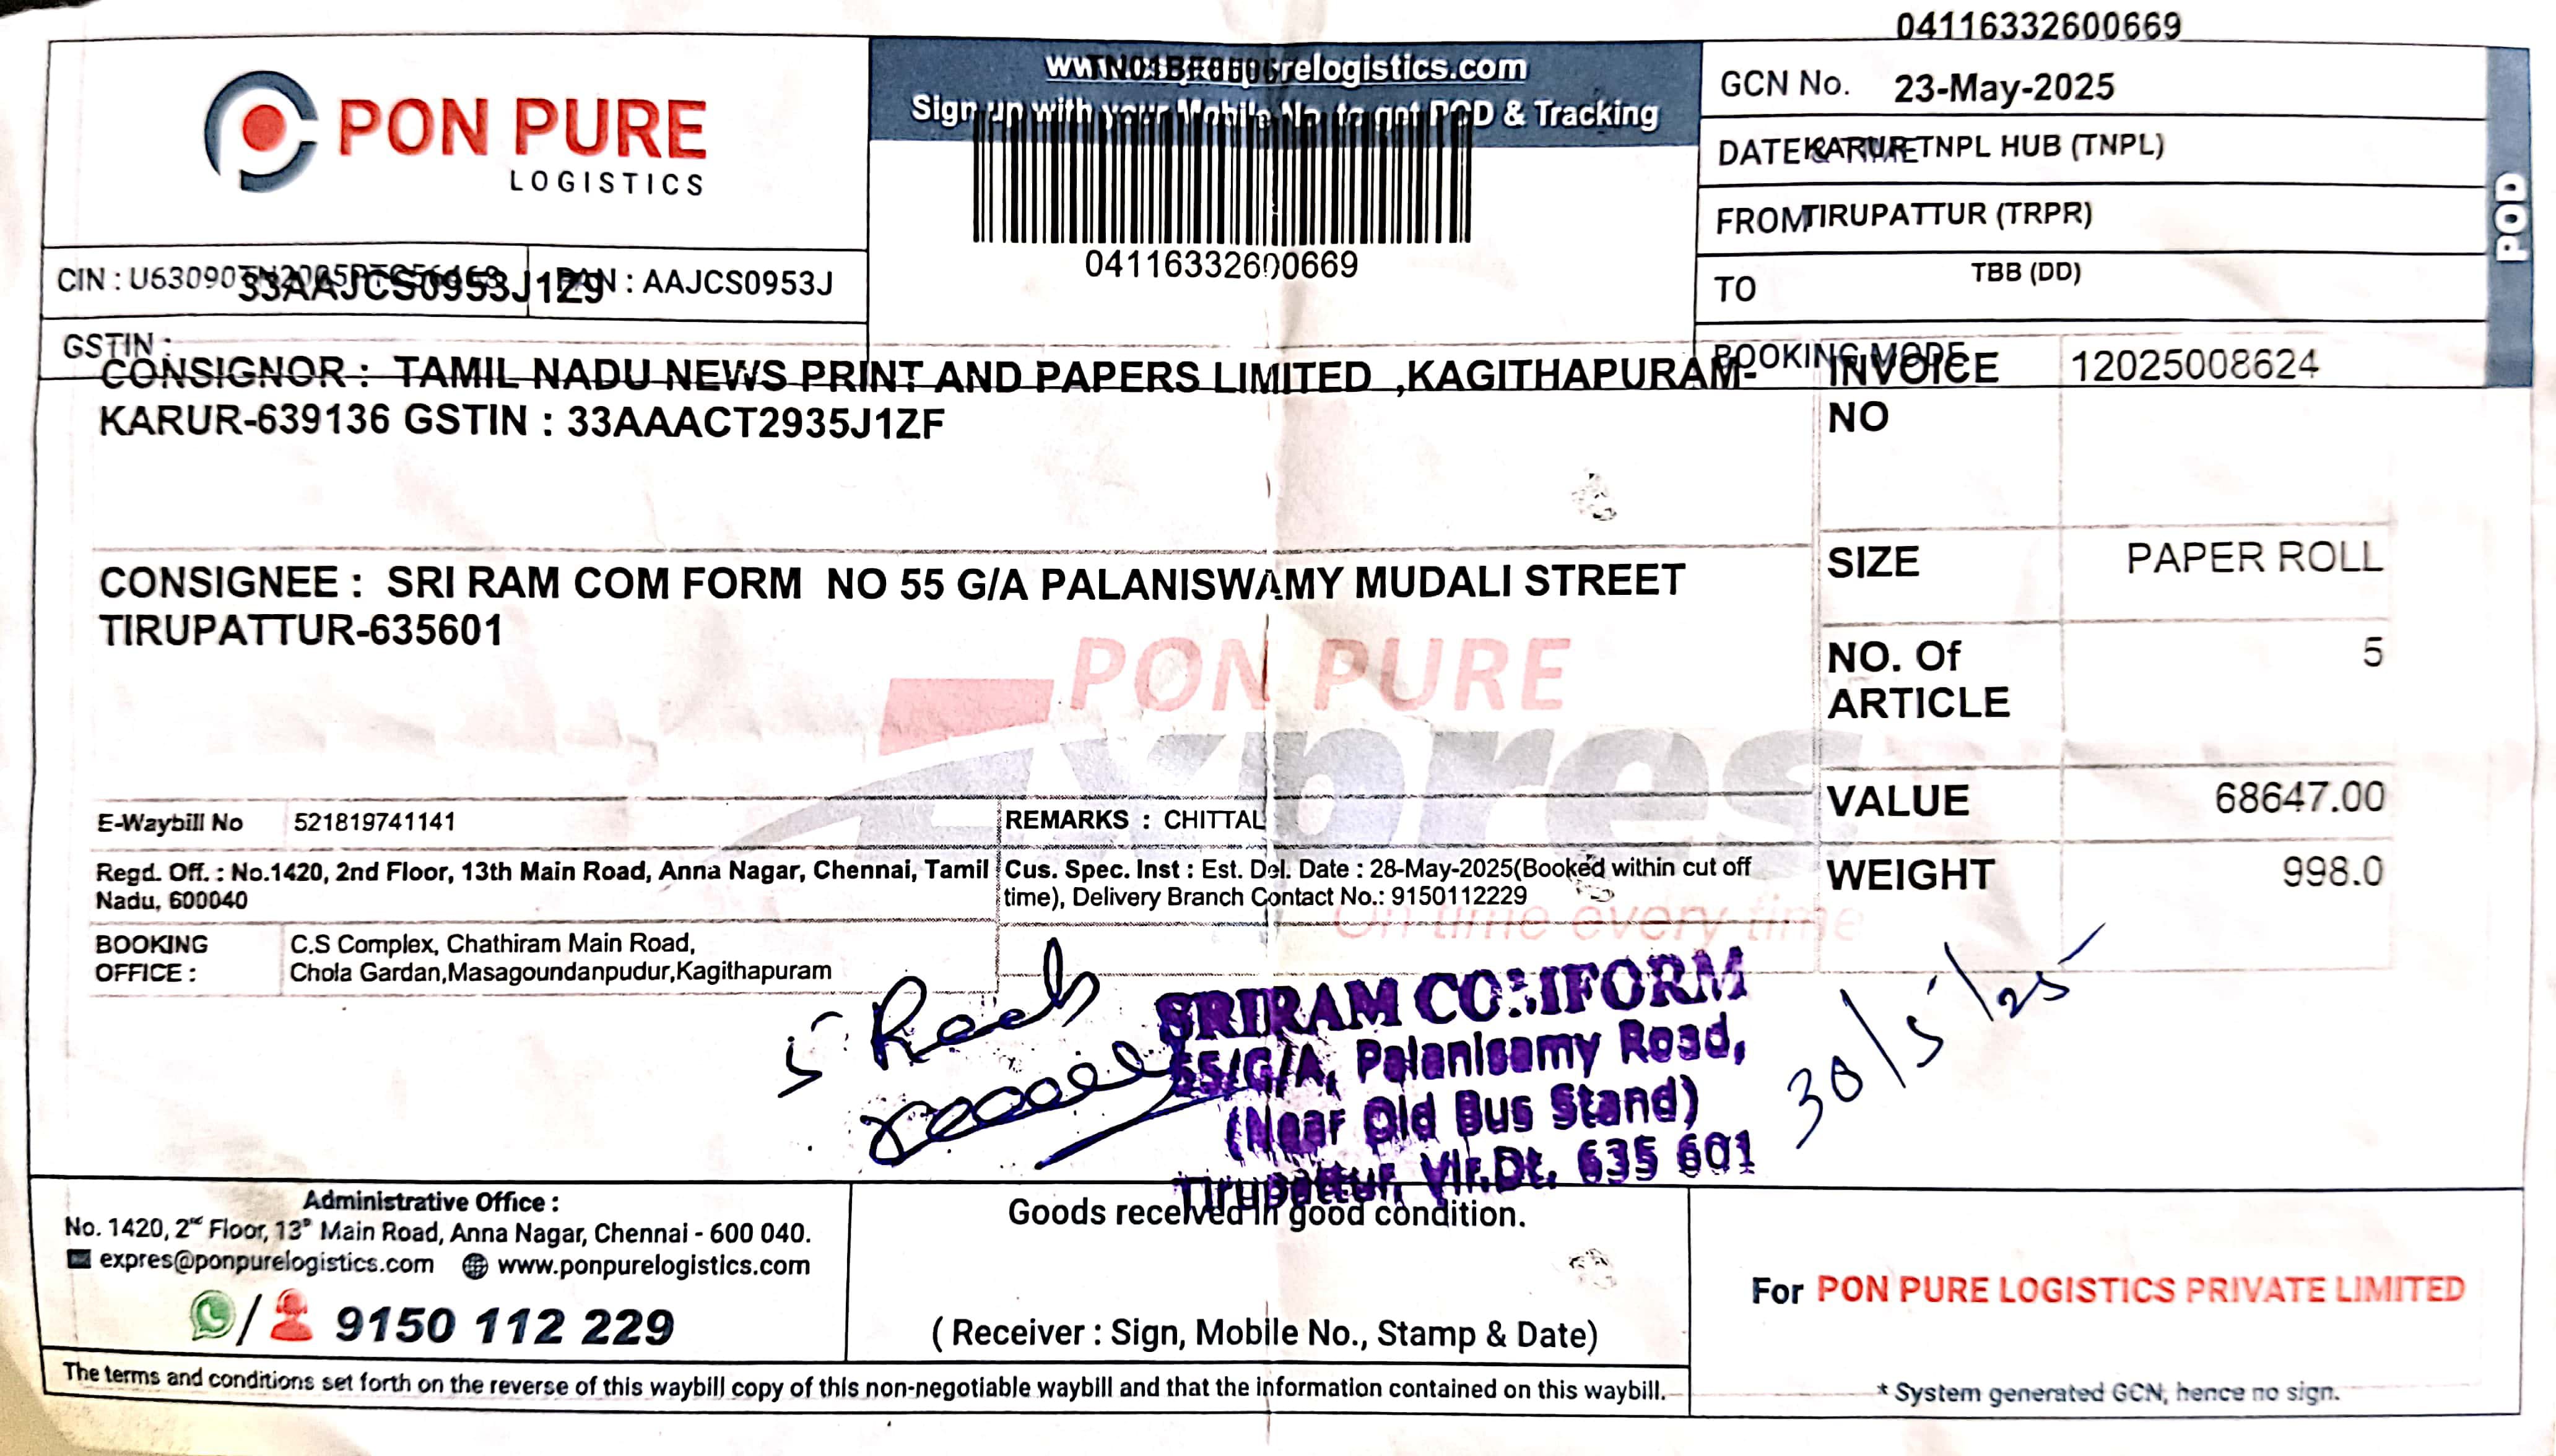 04116332600669
PON PURE
LOGISTICS
relogistics.com
Sign up with your Mobile No. to get POD & Tracking
04116332600669
GCN No. 23-May-2025
DATE & TIME KARUR TNPL HUB (TNPL)
FROM TIRUPATTUR (TRPR)
TO TBB (DD)
BOOKING MODE
POD
CIN : PAN : AAJCS0953J
33AAJCS0953J1Z9
GSTIN :
CONSIGNOR : TAMIL NADU NEWS PRINT AND PAPERS LIMITED ,KAGITHAPURAM-
KARUR-639136 GSTIN : 33AAACT2935J1ZF
INVOICE NO 12025008624
CONSIGNEE : SRI RAM COM FORM NO 55 G/A PALANISWAMY MUDALI STREET
TIRUPATTUR-635601
SIZE PAPER ROLL
NO. Of ARTICLE 5
VALUE 68647.00
WEIGHT 998.0
PON PURE
Expres
On time every time
E-Waybill No 521819741141
REMARKS : CHITTAL
Regd. Off. : No.1420, 2nd Floor, 13th Main Road, Anna Nagar, Chennai, Tamil
Nadu, 600040
Cus. Spec. Inst : Est. Del. Date : 28-May-2025(Booked within cut off
time), Delivery Branch Contact No.: 9150112229
BOOKING OFFICE :
C.S Complex, Chathiram Main Road,
Chola Gardan,Masagoundanpudur,Kagithapuram
5
SRIRAM COMFORM
55/G/A, Palanisamy Road,
(Near Old Bus Stand)
Tirupattur, Vlr.Dt. 635 601
30/5/25
Administrative Office :
No. 1420, 2nd Floor, 13th Main Road, Anna Nagar, Chennai - 600 040.
expres@ponpurelogistics.com www.ponpurelogistics.com
9150 112 229
Goods received in good condition.
( Receiver : Sign, Mobile No., Stamp & Date)
For PON PURE LOGISTICS PRIVATE LIMITED
The terms and conditions set forth on the reverse of this waybill copy of this non-negotiable waybill and that the information contained on this waybill.
* System generated GCN, hence no sign.